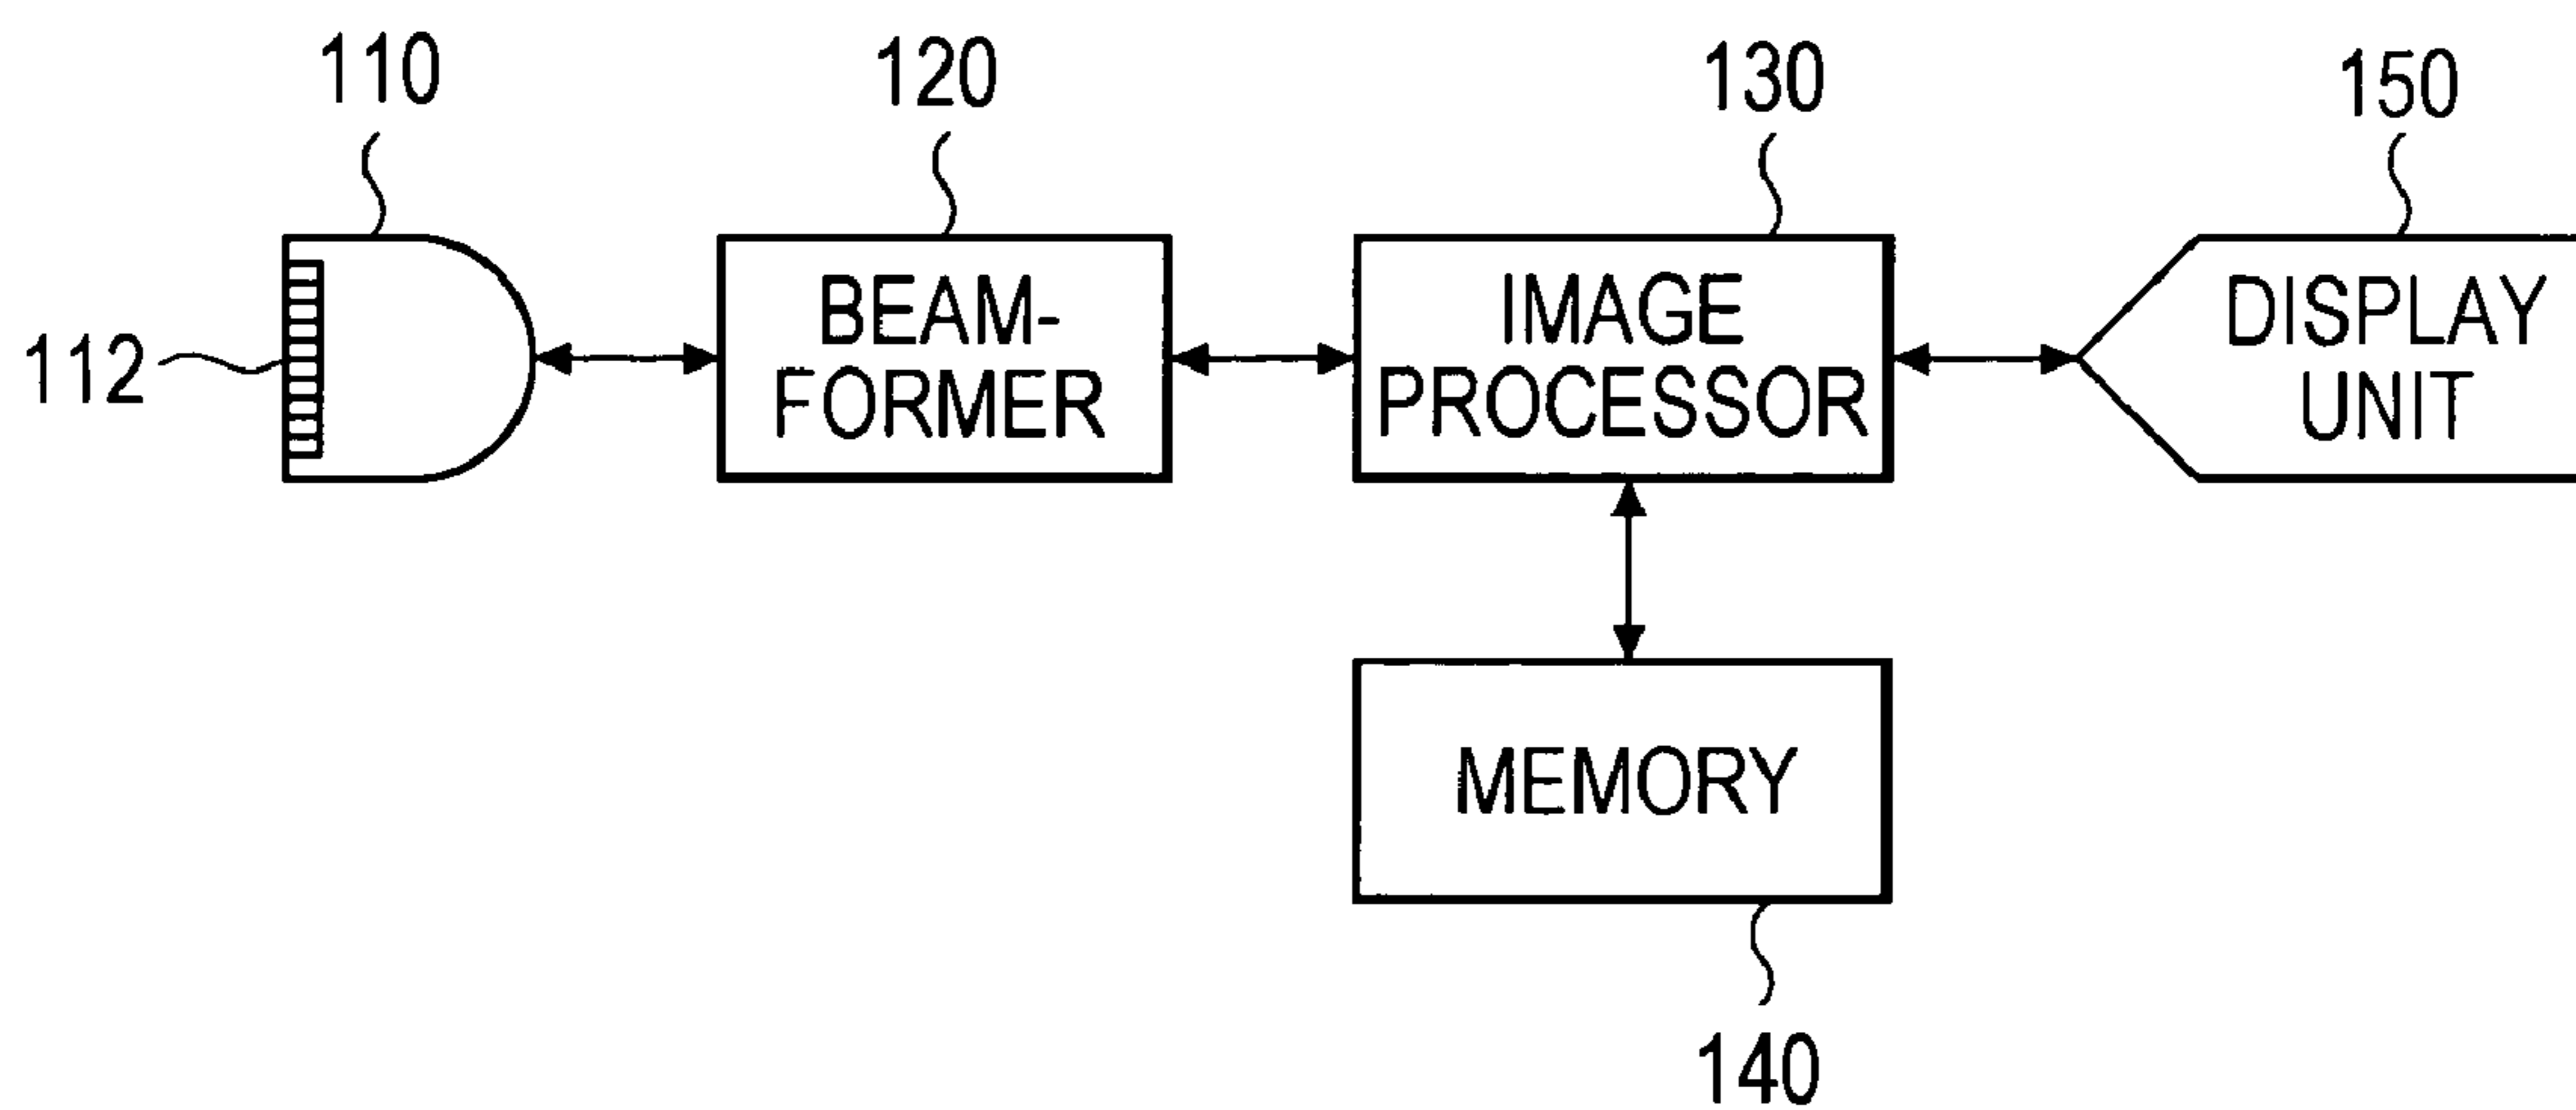 110
120
130
150
112
BEAM-
FORMER
IMAGE
PROCESSOR
DISPLAY
UNIT
MEMORY
140